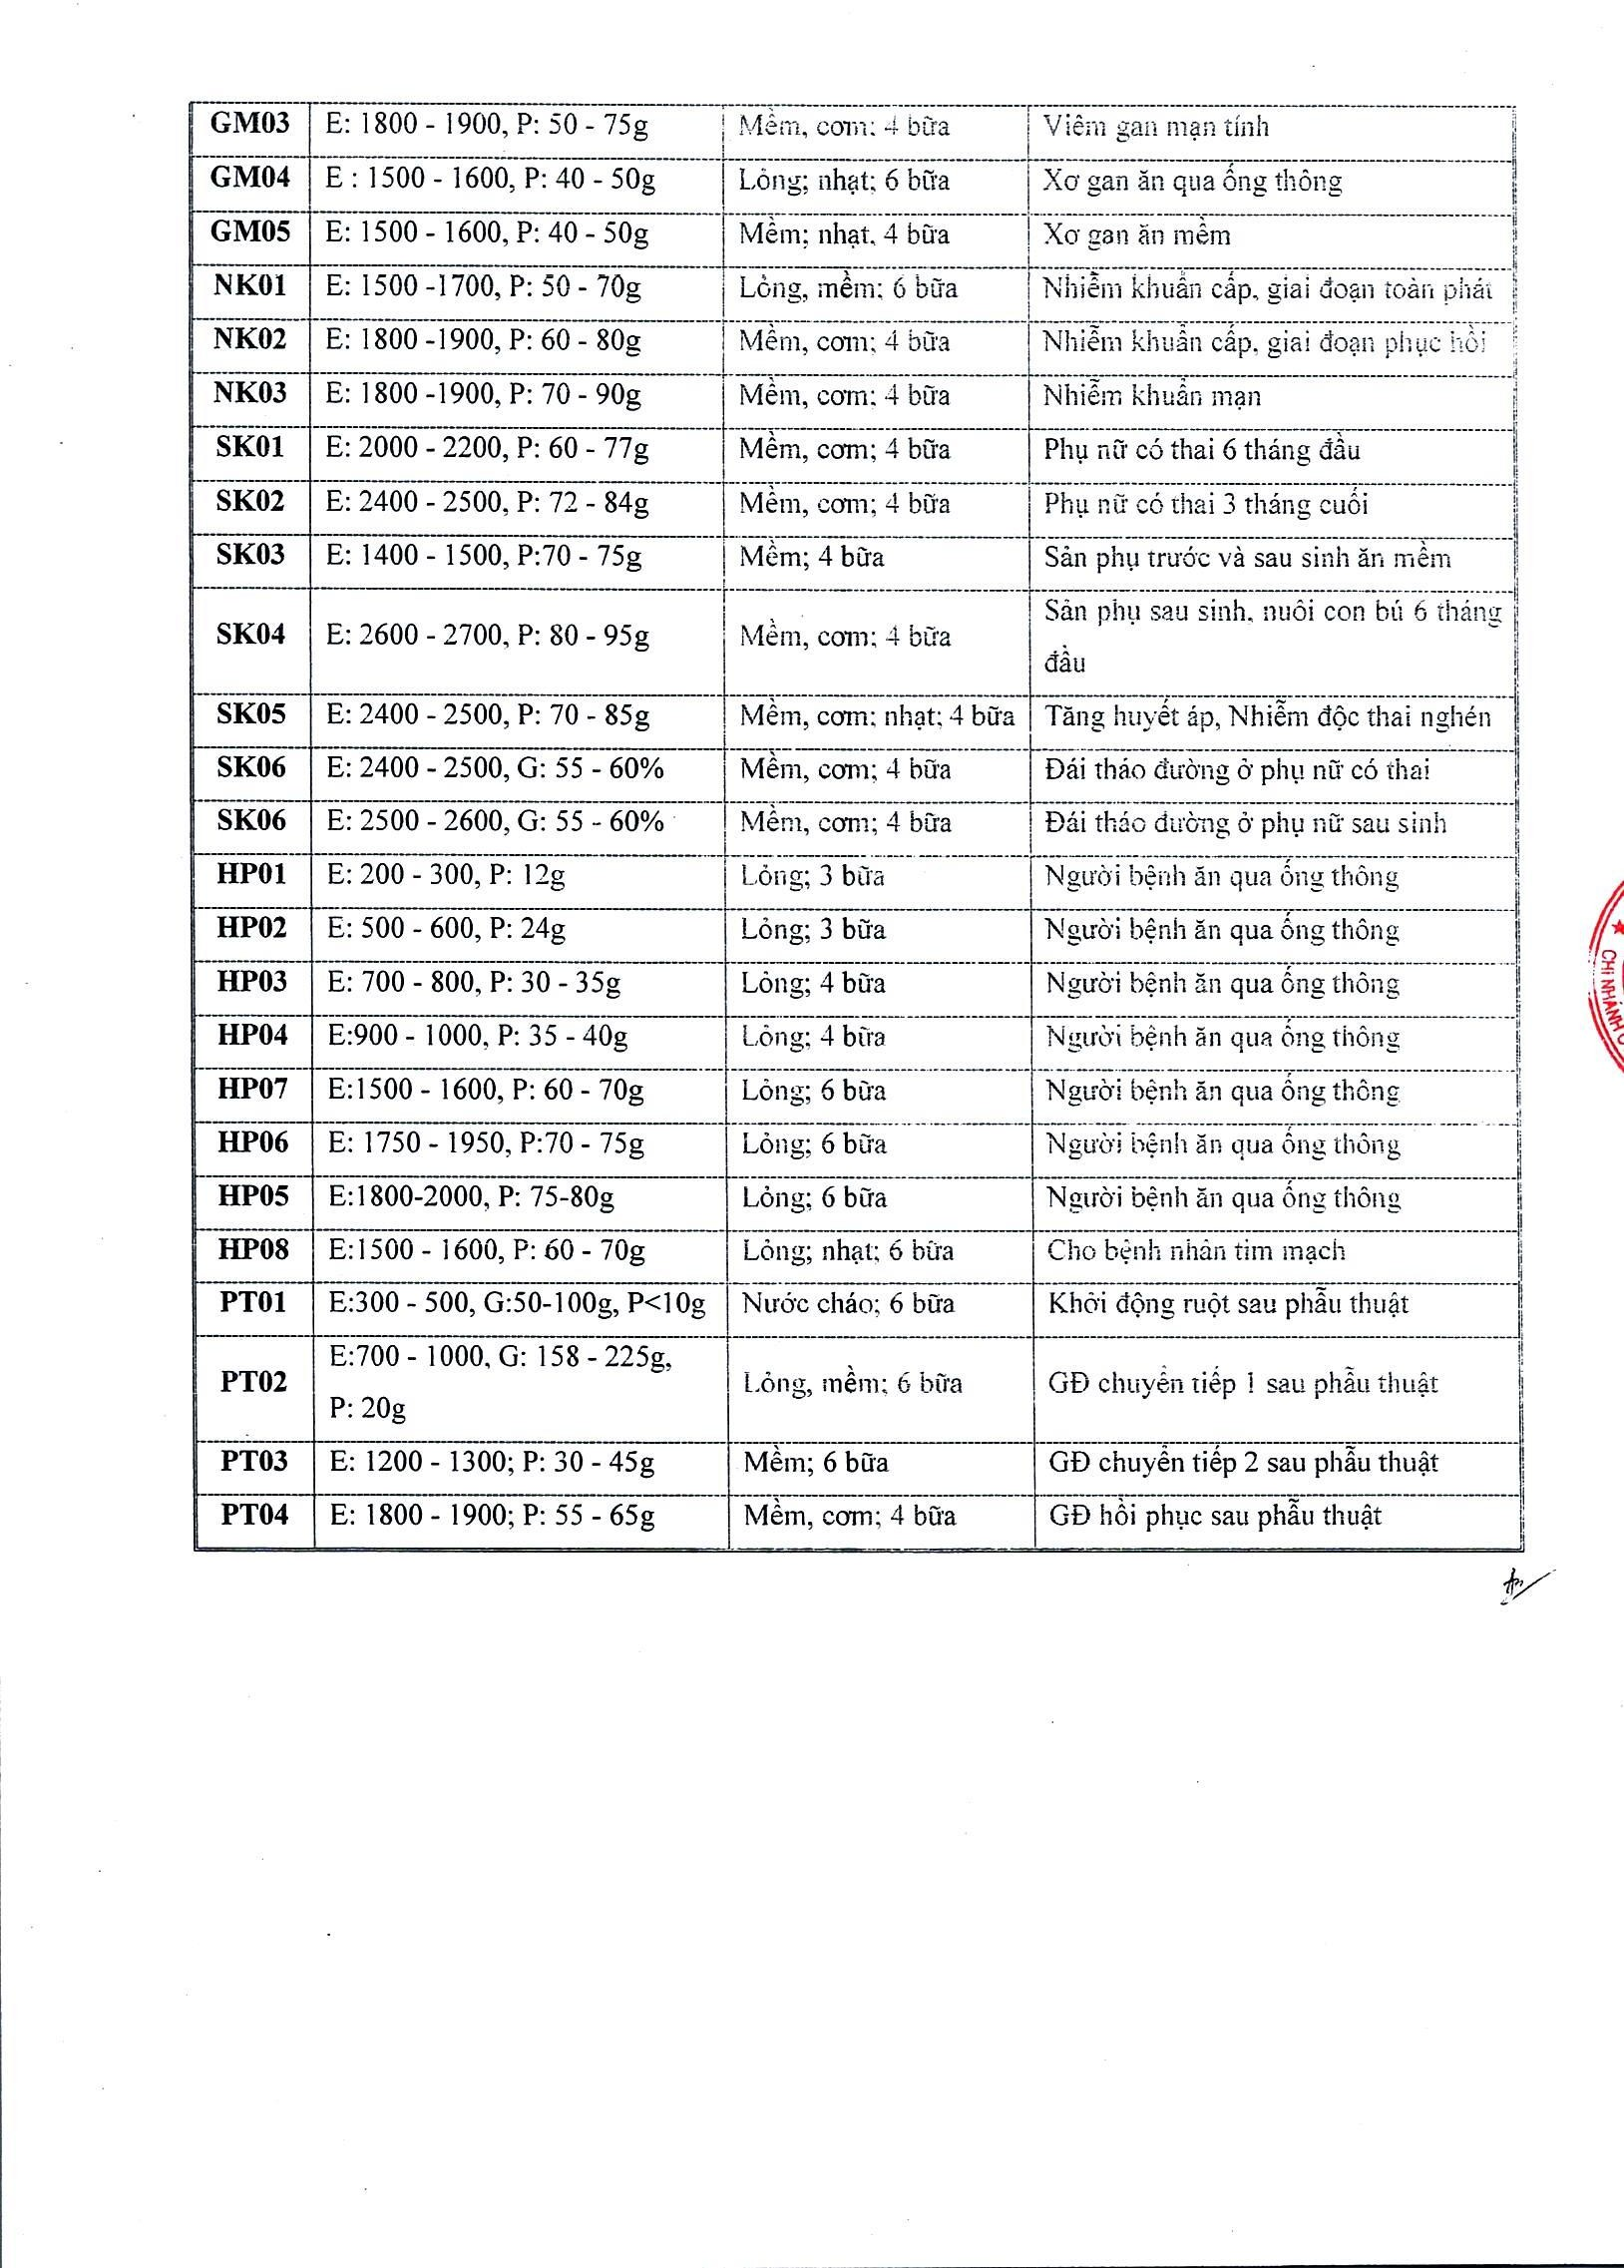 GM03 E: 1800 - 1900, P: 50 - 75g Mềm, cơm; 4 bữa Viêm gan mạn tính
GM04 E : 1500 - 1600, P: 40 - 50g Lỏng; nhạt; 6 bữa Xơ gan ăn qua ống thông
GM05 E: 1500 - 1600, P: 40 - 50g Mềm; nhạt, 4 bữa Xơ gan ăn mềm
NK01 E: 1500 -1700, P: 50 - 70g Lỏng, mềm; 6 bữa Nhiễm khuẩn cấp, giai đoạn toàn phát
NK02 E: 1800 -1900, P: 60 - 80g Mềm, cơm; 4 bữa Nhiễm khuẩn cấp, giai đoạn phục hồi
NK03 E: 1800 -1900, P: 70 - 90g Mềm, cơm; 4 bữa Nhiễm khuẩn mạn
SK01 E: 2000 - 2200, P: 60 - 77g Mềm, cơm; 4 bữa Phụ nữ có thai 6 tháng đầu
SK02 E: 2400 - 2500, P: 72 - 84g Mềm, cơm; 4 bữa Phụ nữ có thai 3 tháng cuối
SK03 E: 1400 - 1500, P:70 - 75g Mềm; 4 bữa Sản phụ trước và sau sinh ăn mềm
SK04 E: 2600 - 2700, P: 80 - 95g Mềm, cơm; 4 bữa Sản phụ sau sinh, nuôi con bú 6 tháng
đầu
SK05 E: 2400 - 2500, P: 70 - 85g Mềm, cơm; nhạt; 4 bữa Tăng huyết áp, Nhiễm độc thai nghén
SK06 E: 2400 - 2500, G: 55 - 60% Mềm, cơm; 4 bữa Đái tháo đường ở phụ nữ có thai
SK06 E: 2500 - 2600, G: 55 - 60% Mềm, cơm; 4 bữa Đái tháo đường ở phụ nữ sau sinh
HP01 E: 200 - 300, P: 12g Lỏng; 3 bữa Người bệnh ăn qua ống thông
HP02 E: 500 - 600, P: 24g Lỏng; 3 bữa Người bệnh ăn qua ống thông
HP03 E: 700 - 800, P: 30 - 35g Lỏng; 4 bữa Người bệnh ăn qua ống thông
HP04 E:900 - 1000, P: 35 - 40g Lỏng; 4 bữa Người bệnh ăn qua ống thông
HP07 E:1500 - 1600, P: 60 - 70g Lỏng; 6 bữa Người bệnh ăn qua ống thông
HP06 E: 1750 - 1950, P:70 - 75g Lỏng; 6 bữa Người bệnh ăn qua ống thông
HP05 E:1800-2000, P: 75-80g Lỏng; 6 bữa Người bệnh ăn qua ống thông
HP08 E:1500 - 1600, P: 60 - 70g Lỏng; nhạt; 6 bữa Cho bệnh nhân tim mạch
PT01 E:300 - 500, G:50-100g, P<10g Nước cháo; 6 bữa Khởi động ruột sau phẫu thuật
PT02 E:700 - 1000, G: 158 - 225g,
P: 20g Lỏng, mềm; 6 bữa GĐ chuyển tiếp 1 sau phẫu thuật
PT03 E: 1200 - 1300; P: 30 - 45g Mềm; 6 bữa GĐ chuyển tiếp 2 sau phẫu thuật
PT04 E: 1800 - 1900; P: 55 - 65g Mềm, cơm; 4 bữa GĐ hồi phục sau phẫu thuật
CHI NHÁNH